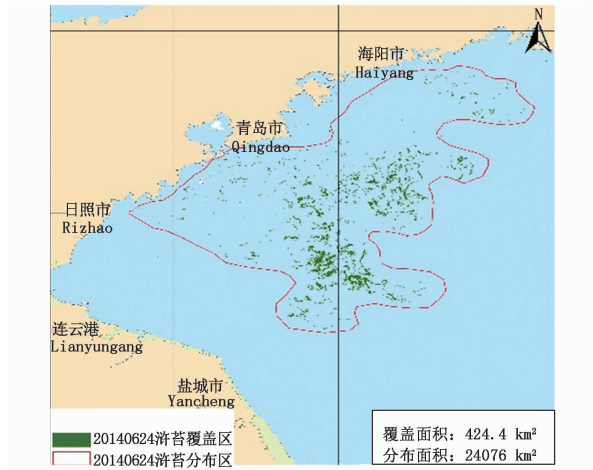 N
海阳市
Haiyang
青岛市
Qingdao
日照市
Rizhao
连云港
Lianyungang
盐城市
Yancheng
20140624浒苔覆盖区
20140624浒苔分布区
覆盖面积：424.4 km²
分布面积：24076 km²